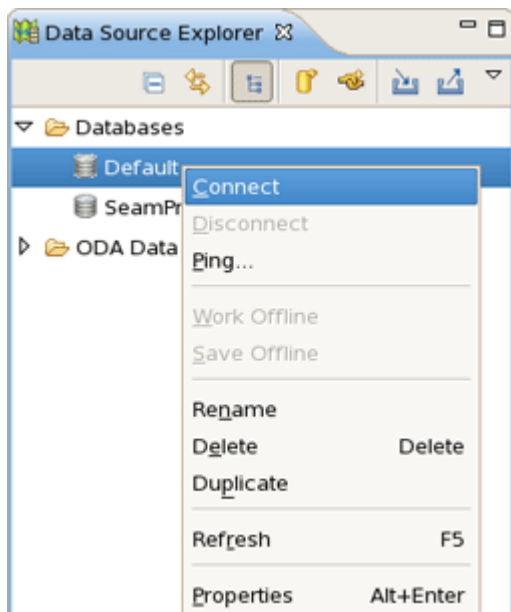 Data Source Explorer
Databases
Default
Connect
SeamPr
Disconnect
ODA Data
Ping...
Work Offline
Save Offline
Rename
Delete Delete
Duplicate
Refresh F5
Properties Alt+Enter